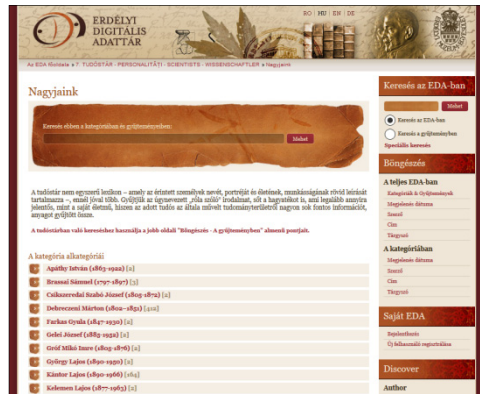 ERDÉLYI
DIGITÁLIS
ADATTÁR
RO | HU | EN | DE
Az EDA főoldala » 7. TUDÓSTÁR - PERSONALITĂŢI - SCIENTISTS - WISSENSCHAFTLER » Nagyjaink
Nagyjaink
Keresés ebben a kategóriában és gyűjteményeiben:
Mehet
A tudóstár nem egyszerű lexikon – amely az érintett személyek nevét, portréját és életének, munkásságának rövid leírását
tartalmazza –, ennél jóval több. Gyűjtjük az úgynevezett „róla szóló” irodalmat, sőt a hagyatékot is, ami legalább annyira
jelentős, mint a saját életmű, hiszen az adott tudós az általa művelt tudományterületről nagyon sok fontos információt,
anyagot gyűjtött össze.
A tudóstárban való kereséshez használja a jobb oldali "Böngészés - A gyűjteményben" almenü pontjait.
A kategória alkategóriái
Apáthy István (1863-1922) [2]
Brassai Sámuel (1797-1897) [3]
Csikszeredai Szabó József (1805-1872) [2]
Debreczeni Márton (1802–1851) [412]
Farkas Gyula (1847-1930) [2]
Gelei József (1885-1952) [2]
Gróf Mikó Imre (1805-1876) [2]
György Lajos (1890-1950) [2]
Kántor Lajos (1890-1966) [164]
Kelemen Lajos (1877-1963) [2]
Keresés az EDA-ban
Mehet
Keresés az EDA-ban
Keresés a gyűjteményben
Speciális keresés
Böngészés
A teljes EDA-ban
Kategóriák & Gyűjtemények
Megjelenés dátuma
Szerző
Cím
Tárgyszó
A kategóriában
Megjelenés dátuma
Szerző
Cím
Tárgyszó
Saját EDA
Bejelentkezés
Új felhasználó regisztrálása
Discover
Author